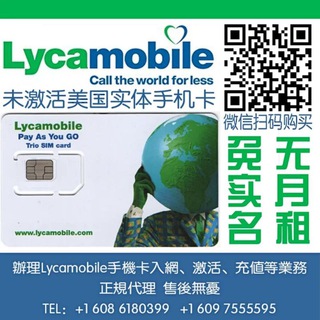 Lycamobile
Call the world for less
未激活美国实体手机卡
微信扫码购买
免实名
无月租
Lycamobile
Pay As You GO
Trio SIM card
www.lycamobile.com
辦理Lycamobile手機卡入網、激活、充値等業務
正規代理 售後無憂
TEL：+1 608 6180399 / +1 609 7555595